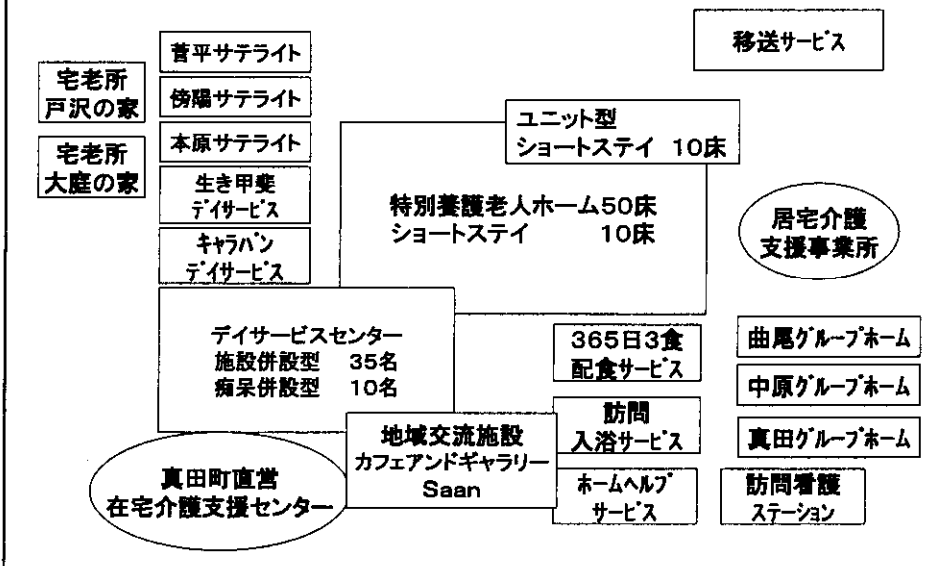 移送サービス
菅平サテライト
宅老所
戸沢の家
傍陽サテライト
ユニット型
ショートステイ 10床
本原サテライト
宅老所
大庭の家
生き甲斐
デイサービス
特別養護老人ホーム50床
ショートステイ 10床
居宅介護
支援事業所
キャラバン
デイサービス
デイサービスセンター
施設併設型 35名
痴呆併設型 10名
365日3食
配食サービス
曲尾グループホーム
中原グループホーム
訪問
入浴サービス
地域交流施設
カフェアンドギャラリー
Saan
真田グループホーム
真田町直営
在宅介護支援センター
ホームヘルプ
サービス
訪問看護
ステーション